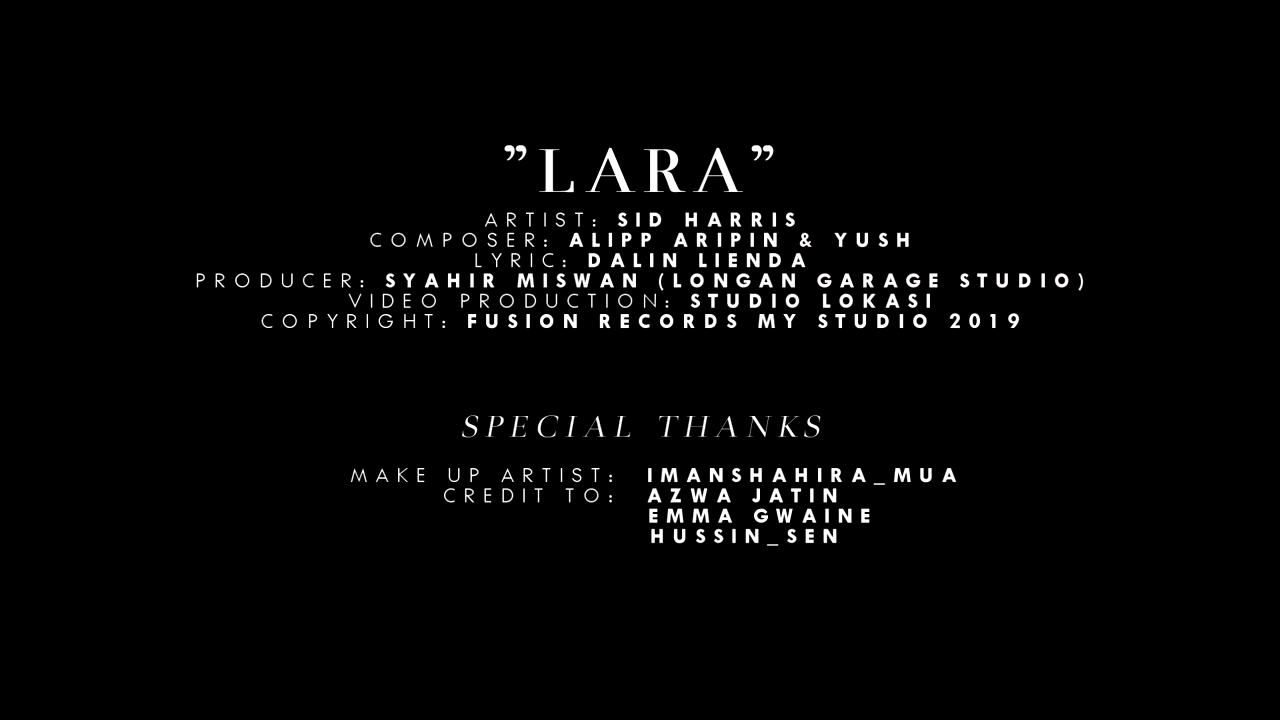 ”LARA”
ARTIST: SID HARRIS
COMPOSER: ALIPP ARIPIN & YUSH
LYRIC: DALIN LIENDA
PRODUCER: SYAHIR MISWAN (LONGAN GARAGE STUDIO)
VIDEO PRODUCTION: STUDIO LOKASI
COPYRIGHT: FUSION RECORDS MY STUDIO 2019
SPECIAL THANKS
MAKE UP ARTIST: IMANSHAHIRA_MUA
CREDIT TO: AZWA JATIN
EMMA GWAINE
HUSSIN_SEN